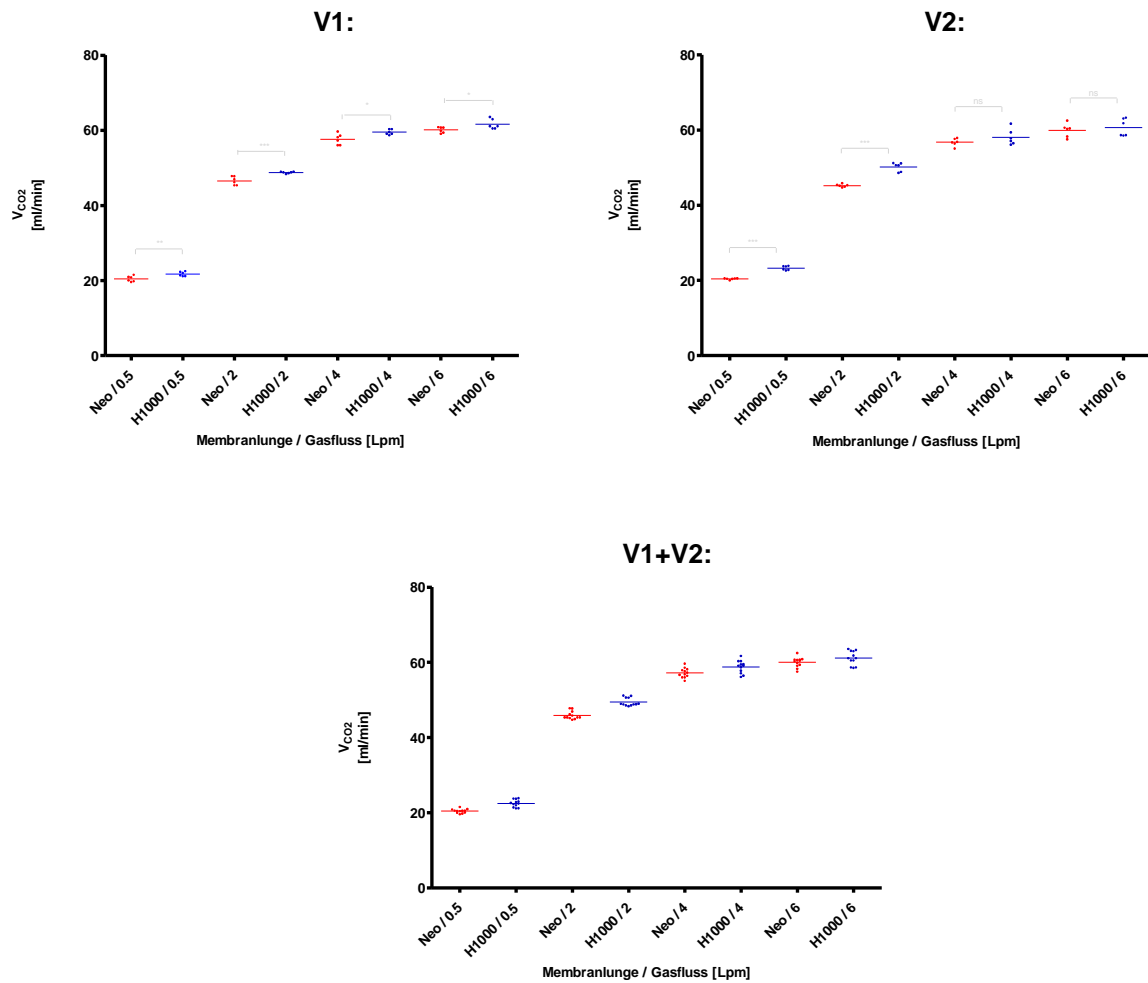 V1:
80
60
40
20
0
V_CO2
[ml/min]
**
***
*
*
Neo / 0.5
H1000 / 0.5
Neo / 2
H1000 / 2
Neo / 4
H1000 / 4
Neo / 6
H1000 / 6
Membranlunge / Gasfluss [Lpm]
V2:
80
60
40
20
0
V_CO2
[ml/min]
***
***
ns
ns
Neo / 0.5
H1000 / 0.5
Neo / 2
H1000 / 2
Neo / 4
H1000 / 4
Neo / 6
H1000 / 6
Membranlunge / Gasfluss [Lpm]
V1+V2:
80
60
40
20
0
V_CO2
[ml/min]
Neo / 0.5
H1000 / 0.5
Neo / 2
H1000 / 2
Neo / 4
H1000 / 4
Neo / 6
H1000 / 6
Membranlunge / Gasfluss [Lpm]